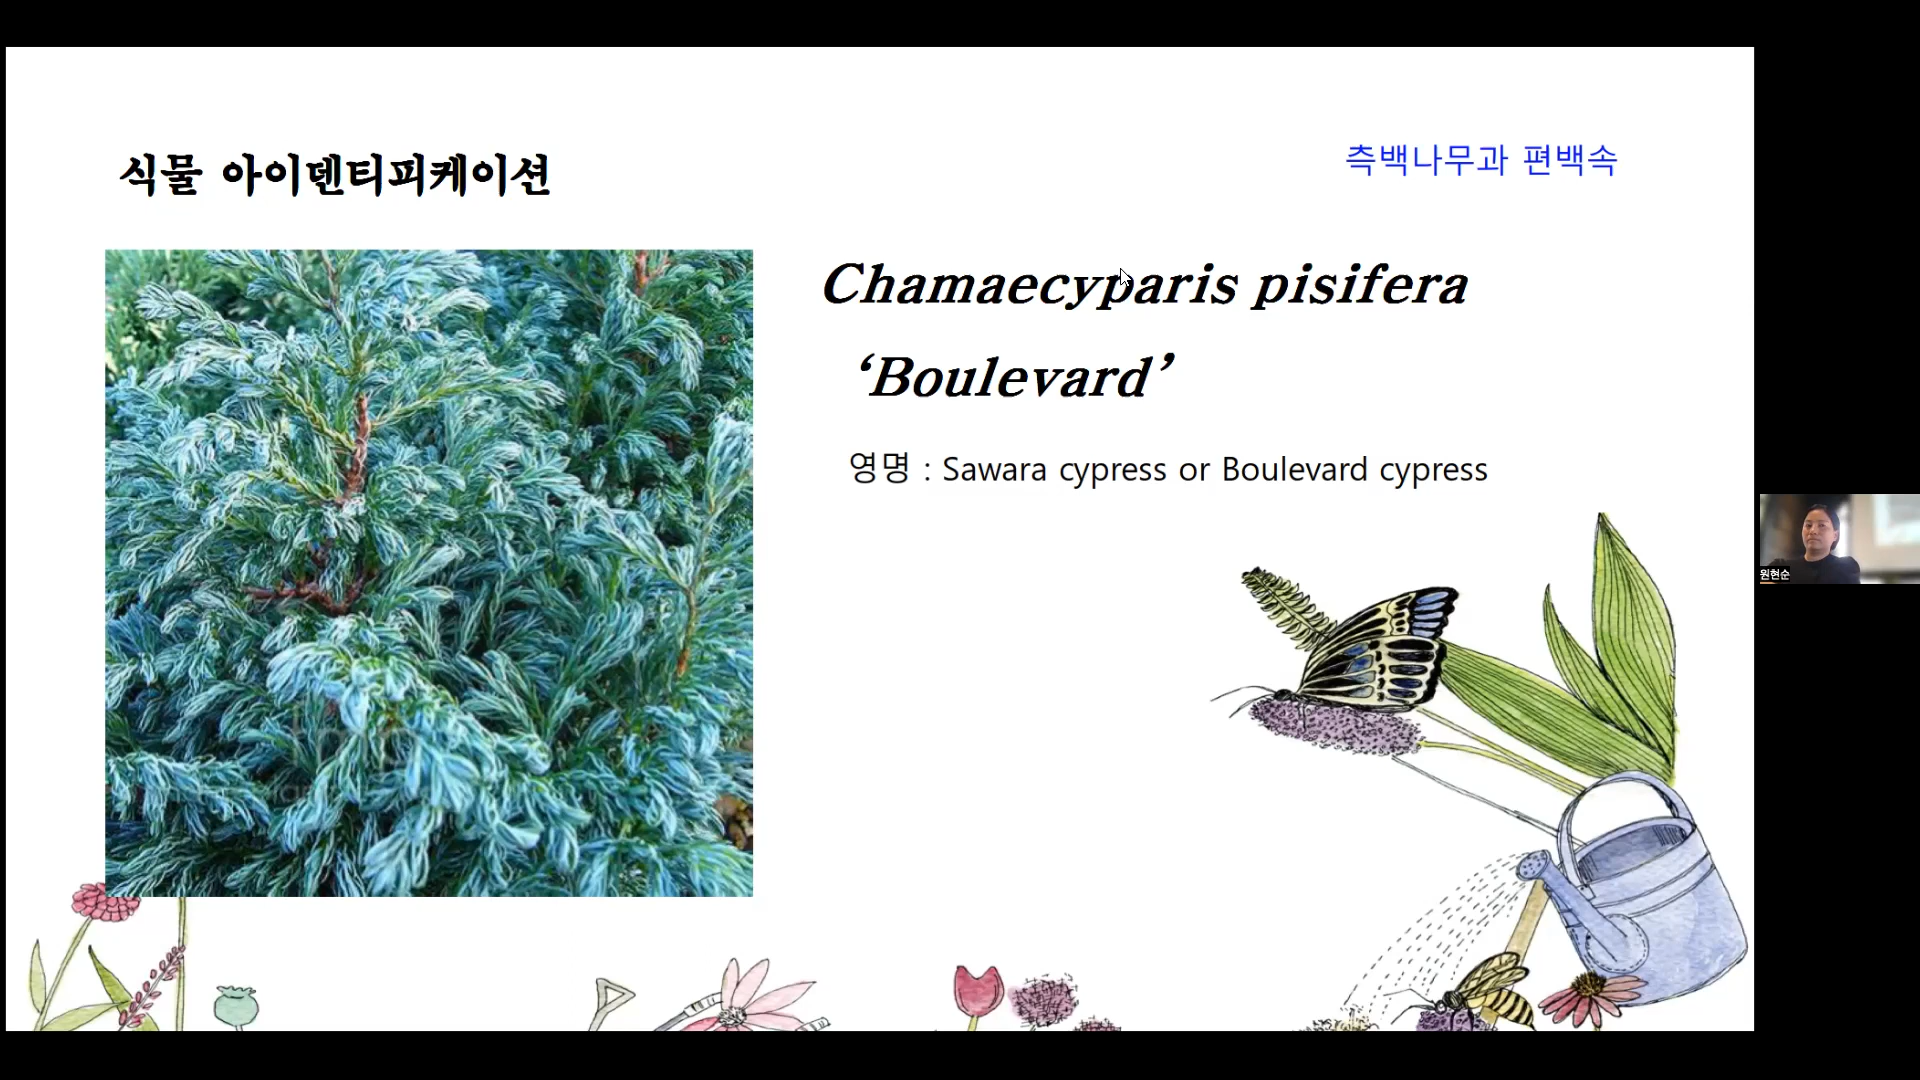 식물 아이덴티피케이션
측백나무과 편백속
Chamaecyparis pisifera
‘Boulevard’
영명 : Sawara cypress or Boulevard cypress
원현순